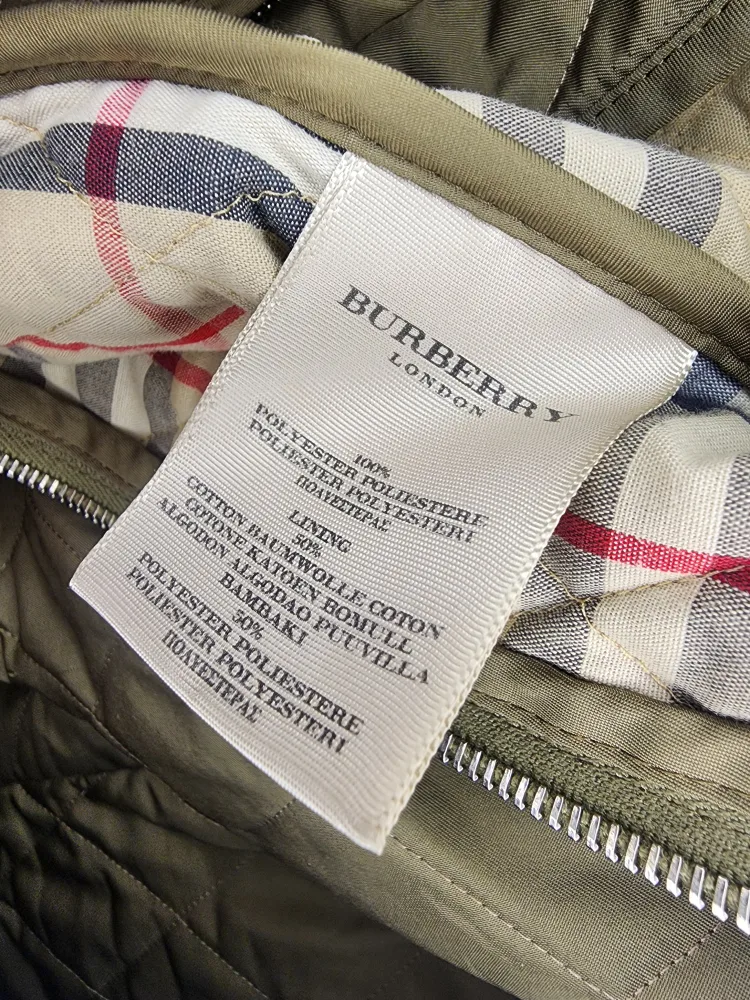 BURBERRY
LONDON
100%
POLYESTER POLIESTERE
POLIESTER POLYESTERI
ΠΟΛΥΕΣΤΕΡΑΣ
LINING
50%
COTTON BAUMWOLLE COTON
COTONE KATOEN BOMULL
ALGODON ALGODAO PUUVILLA
BAMBAKI
50%
POLYESTER POLIESTERE
POLIESTER POLYESTERI
ΠΟΛΥΕΣΤΕΡΑΣ